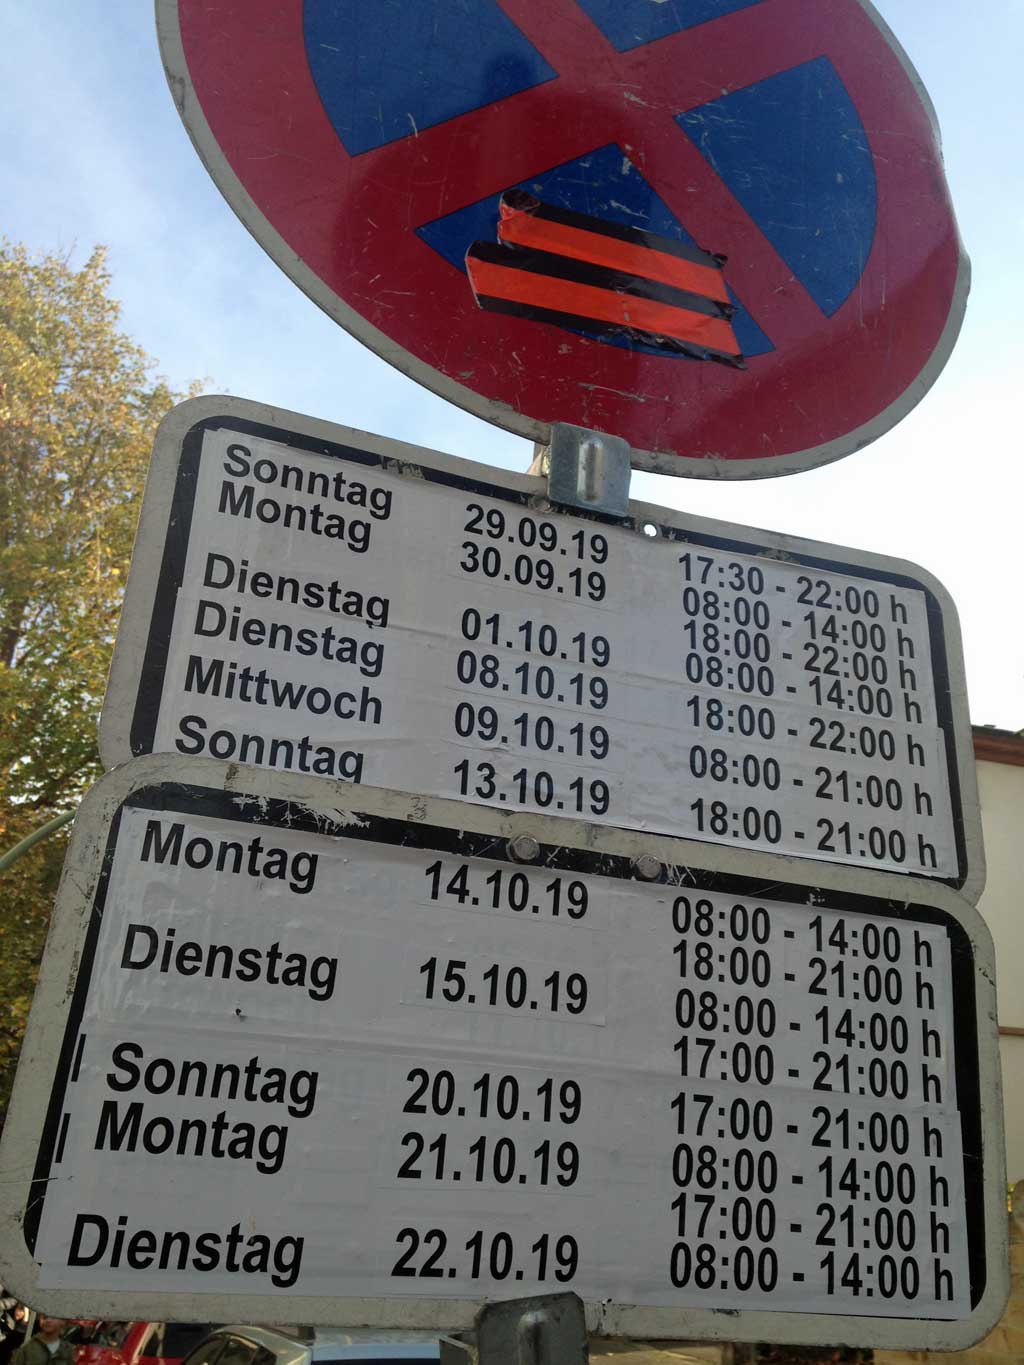 Sonntag 29.09.19 17:30 - 22:00 h
Montag 30.09.19 08:00 - 14:00 h
18:00 - 22:00 h
Dienstag 01.10.19 08:00 - 14:00 h
Dienstag 08.10.19 18:00 - 22:00 h
Mittwoch 09.10.19 08:00 - 21:00 h
Sonntag 13.10.19 18:00 - 21:00 h
Montag 14.10.19 08:00 - 14:00 h
18:00 - 21:00 h
Dienstag 15.10.19 08:00 - 14:00 h
17:00 - 21:00 h
Sonntag 20.10.19 17:00 - 21:00 h
Montag 21.10.19 08:00 - 14:00 h
17:00 - 21:00 h
Dienstag 22.10.19 08:00 - 14:00 h